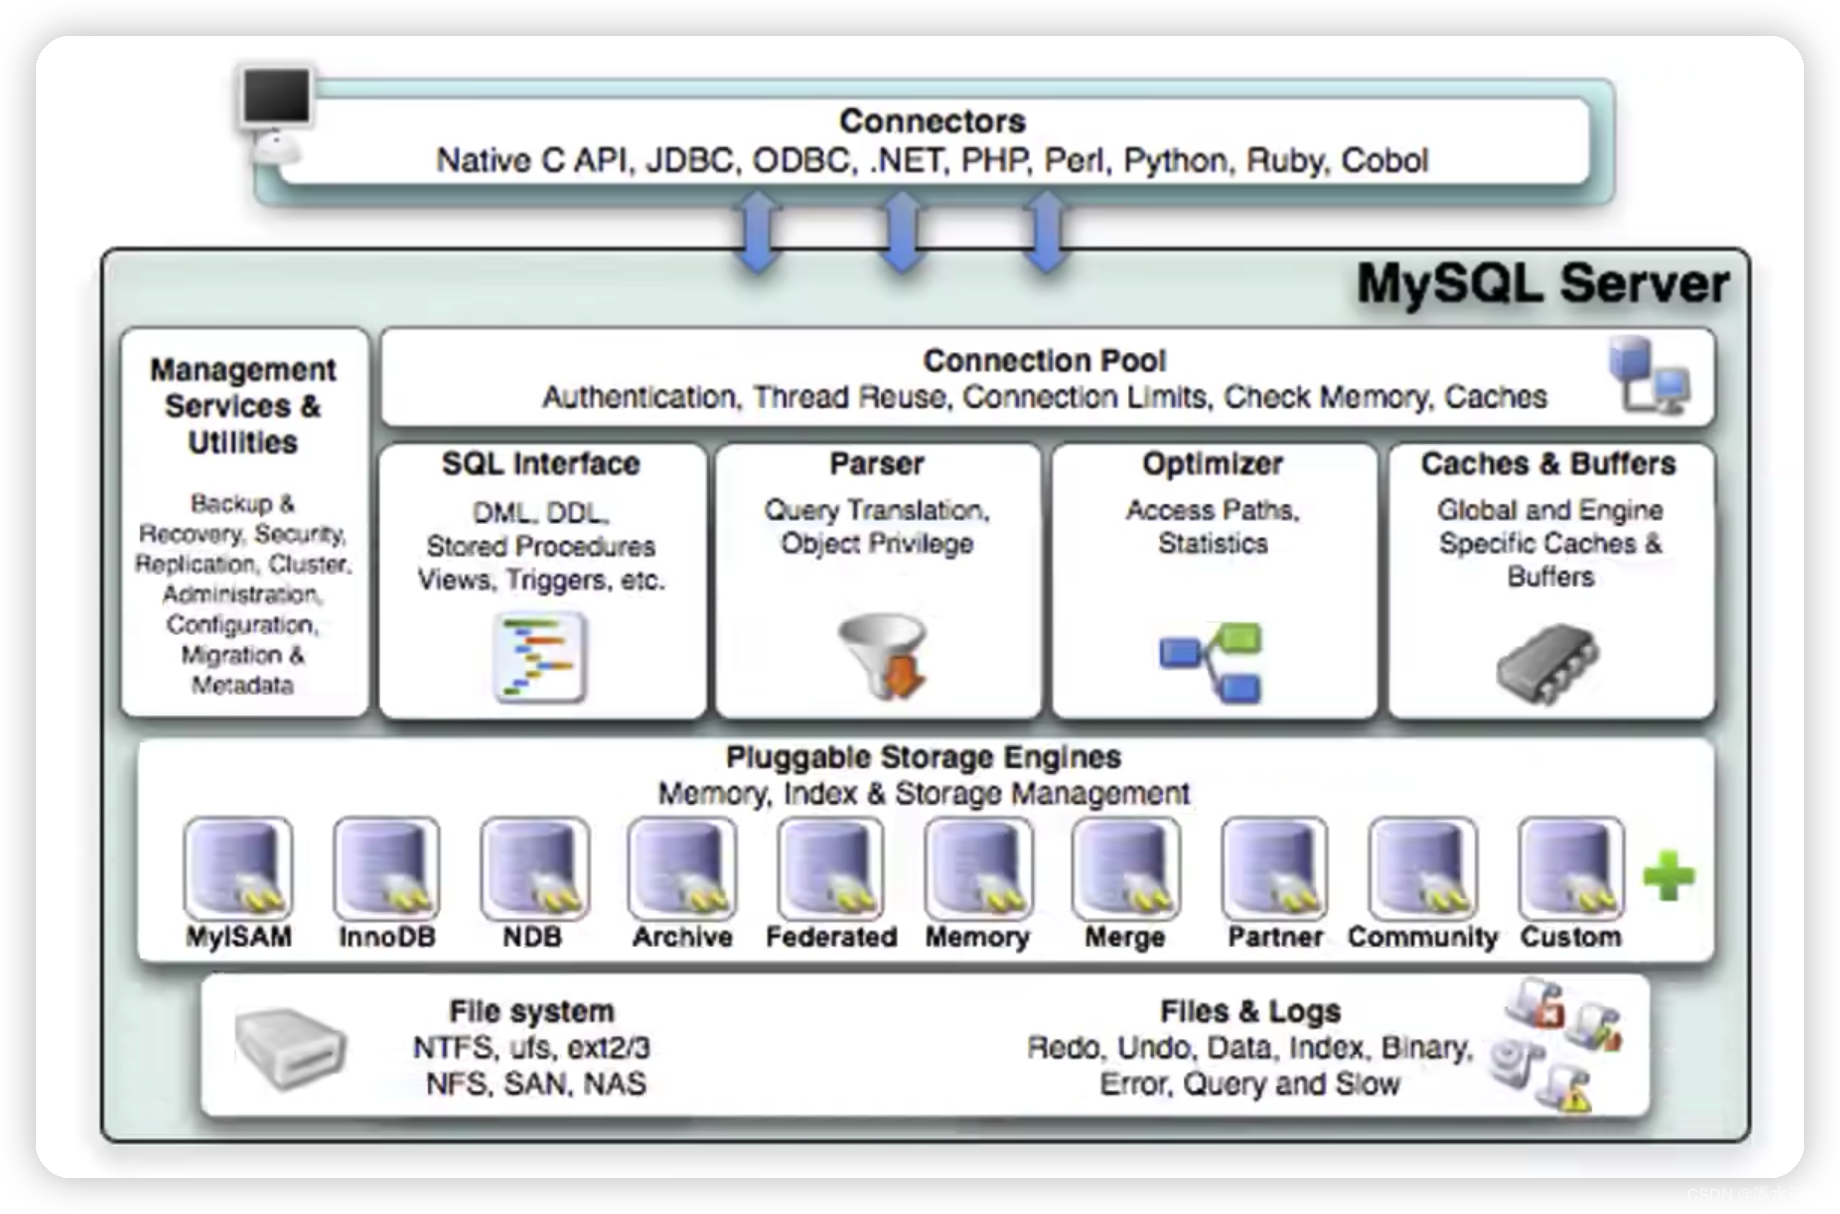 Connectors
Native C API, JDBC, ODBC, .NET, PHP, Perl, Python, Ruby, Cobol
MySQL Server
Management
Services &
Utilities
Backup &
Recovery, Security,
Replication, Cluster,
Administration,
Configuration,
Migration &
Metadata
Connection Pool
Authentication, Thread Reuse, Connection Limits, Check Memory, Caches
SQL Interface
DML, DDL,
Stored Procedures
Views, Triggers, etc.
Parser
Query Translation,
Object Privilege
Optimizer
Access Paths,
Statistics
Caches & Buffers
Global and Engine
Specific Caches &
Buffers
Pluggable Storage Engines
Memory, Index & Storage Management
MyISAM
InnoDB
NDB
Archive
Federated
Memory
Merge
Partner
Community
Custom
File system
NTFS, ufs, ext2/3
NFS, SAN, NAS
Files & Logs
Redo, Undo, Data, Index, Binary,
Error, Query and Slow
CSDN